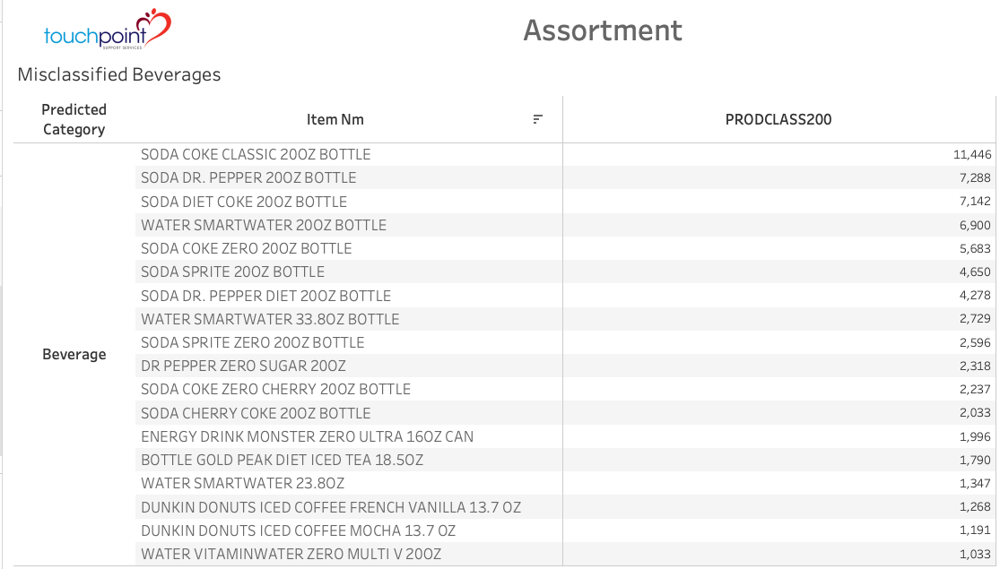 touchpoint
SUPPORT SERVICES
Assortment
Misclassified Beverages
Predicted Category Item Nm PRODCLASS200
SODA COKE CLASSIC 20OZ BOTTLE 11,446
SODA DR. PEPPER 20OZ BOTTLE 7,288
SODA DIET COKE 20OZ BOTTLE 7,142
WATER SMARTWATER 20OZ BOTTLE 6,900
SODA COKE ZERO 20OZ BOTTLE 5,683
SODA SPRITE 20OZ BOTTLE 4,650
SODA DR. PEPPER DIET 20OZ BOTTLE 4,278
WATER SMARTWATER 33.8OZ BOTTLE 2,729
SODA SPRITE ZERO 20OZ BOTTLE 2,596
Beverage
DR PEPPER ZERO SUGAR 20OZ 2,318
SODA COKE ZERO CHERRY 20OZ BOTTLE 2,237
SODA CHERRY COKE 20OZ BOTTLE 2,033
ENERGY DRINK MONSTER ZERO ULTRA 16OZ CAN 1,996
BOTTLE GOLD PEAK DIET ICED TEA 18.5OZ 1,790
WATER SMARTWATER 23.8OZ 1,347
DUNKIN DONUTS ICED COFFEE FRENCH VANILLA 13.7 OZ 1,268
DUNKIN DONUTS ICED COFFEE MOCHA 13.7 OZ 1,191
WATER VITAMINWATER ZERO MULTI V 20OZ 1,033